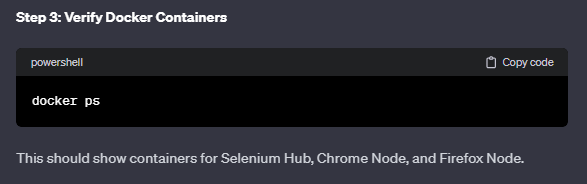 Step 3: Verify Docker Containers
powershell
Copy code
docker ps
This should show containers for Selenium Hub, Chrome Node, and Firefox Node.